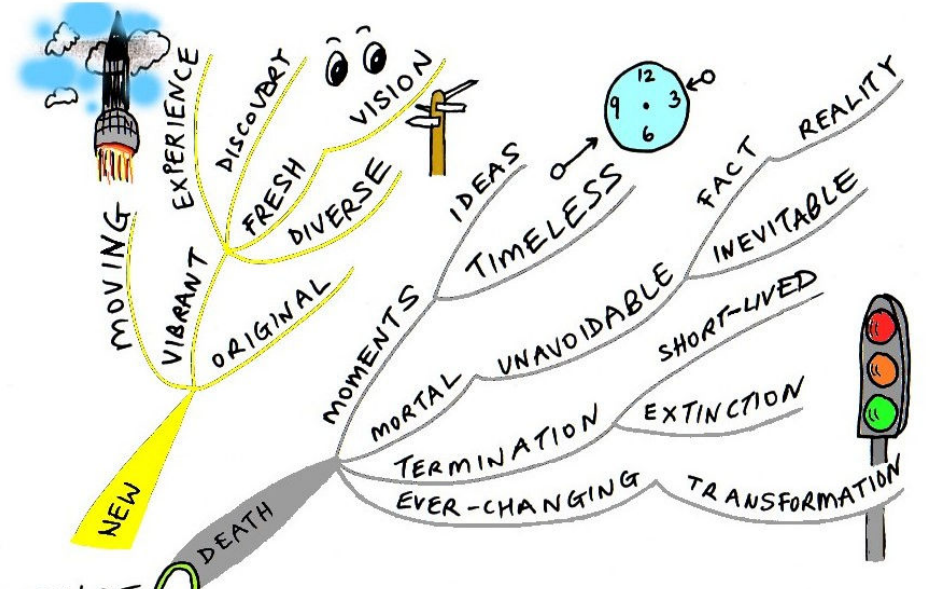 EXPERIENCE
DISCOVERY
FRESH
VISION
DIVERSE
MOVING
VIBRANT
ORIGINAL
NEW
12
9
3
6
IDEAS
TIMELESS
MOMENTS
FACT
REALITY
INEVITABLE
UNAVOIDABLE
MORTAL
SHORT-LIVED
TERMINATION
EXTINCTION
EVER-CHANGING
TRANSFORMATION
DEATH